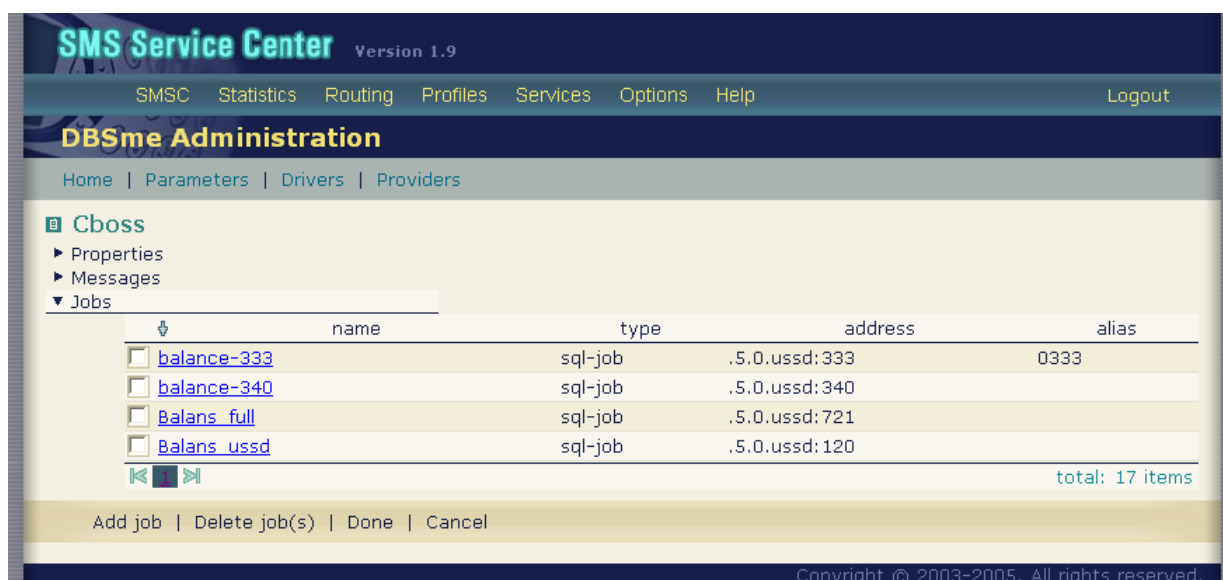 SMS Service Center Version 1.9
SMSC Statistics Routing Profiles Services Options Help Logout
DBSme Administration
Home | Parameters | Drivers | Providers
Cboss
Properties
Messages
Jobs
name type address alias
balance-333 sql-job .5.0.ussd:333 0333
balance-340 sql-job .5.0.ussd:340
Balans_full sql-job .5.0.ussd:721
Balans_ussd sql-job .5.0.ussd:120
1 total: 17 items
Add job | Delete job(s) | Done | Cancel
Copyright © 2003-2005. All rights reserved.